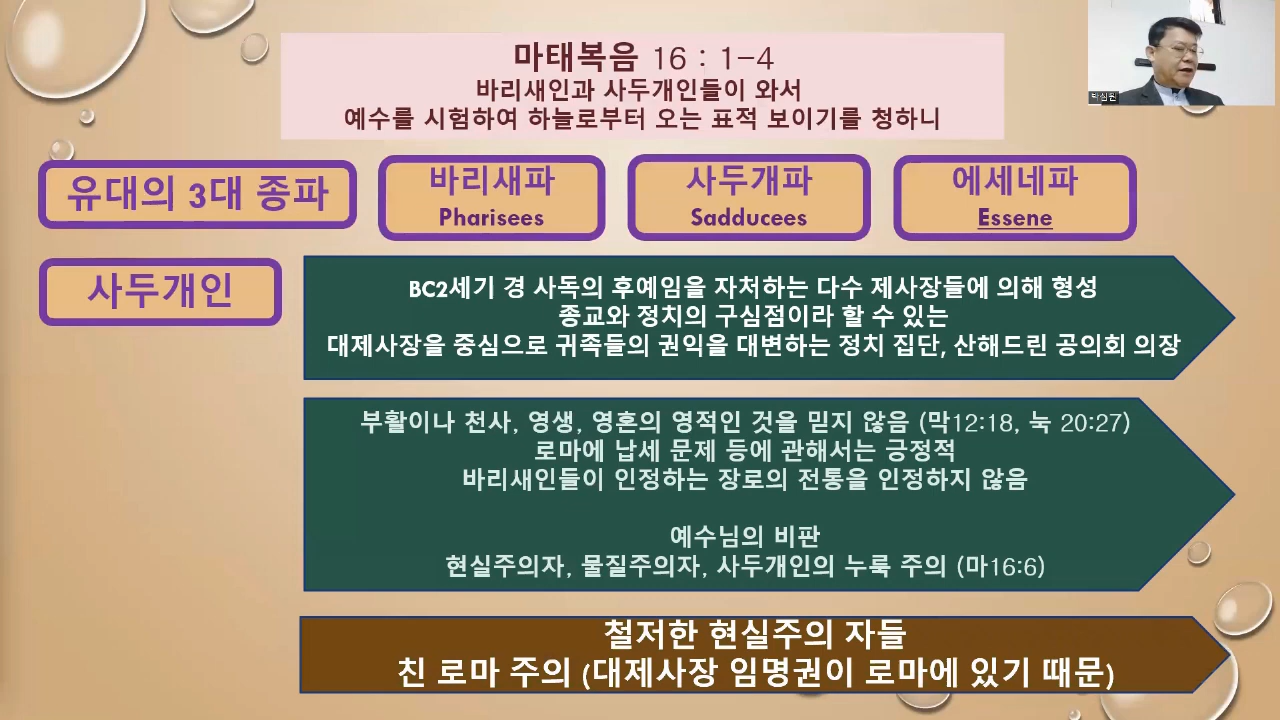 마태복음 16 : 1-4
바리새인과 사두개인들이 와서
예수를 시험하여 하늘로부터 오는 표적 보이기를 청하니
유대의 3대 종파
바리새파
Pharisees
사두개파
Sadducees
에세네파
Essene
사두개인
BC2세기 경 사독의 후예임을 자처하는 다수 제사장들에 의해 형성
종교와 정치의 구심점이라 할 수 있는
대제사장을 중심으로 귀족들의 권익을 대변하는 정치 집단, 산해드린 공의회 의장
부활이나 천사, 영생, 영혼의 영적인 것을 믿지 않음 (막12:18, 눅 20:27)
로마에 납세 문제 등에 관해서는 긍정적
바리새인들이 인정하는 장로의 전통을 인정하지 않음
예수님의 비판
현실주의자, 물질주의자, 사두개인의 누룩 주의 (마16:6)
철저한 현실주의 자들
친 로마 주의 (대제사장 임명권이 로마에 있기 때문)